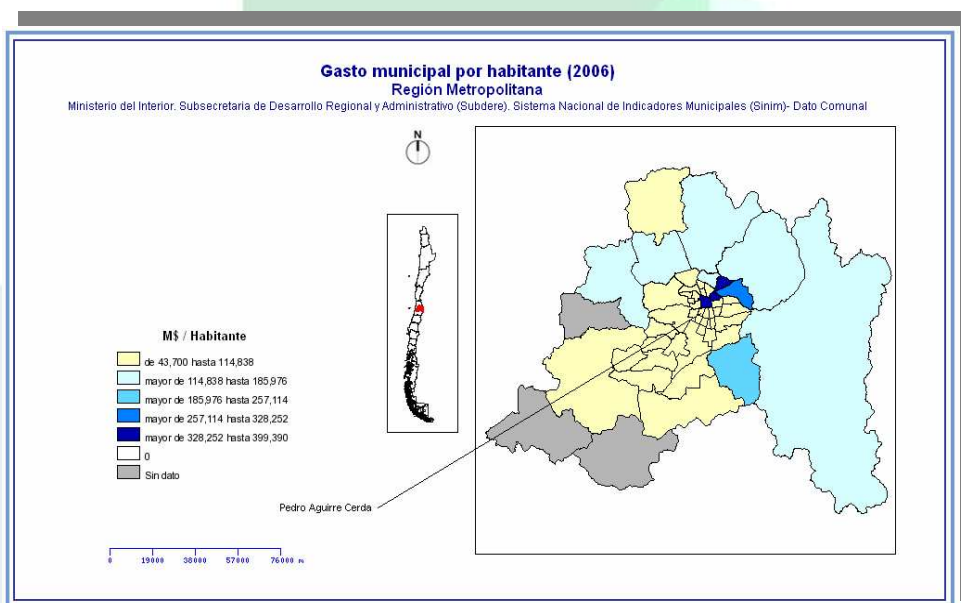 Gasto municipal por habitante (2006)
Región Metropolitana
Ministerio del Interior. Subsecretaria de Desarrollo Regional y Administrativo (Subdere). Sistema Nacional de Indicadores Municipales (Sinim)- Dato Comunal
N
M$ / Habitante
de 43,700 hasta 114,838
mayor de 114,838 hasta 185,976
mayor de 185,976 hasta 257,114
mayor de 257,114 hasta 328,252
mayor de 328,252 hasta 399,390
0
Sin dato
Pedro Aguirre Cerda
0 19000 38000 57000 76000